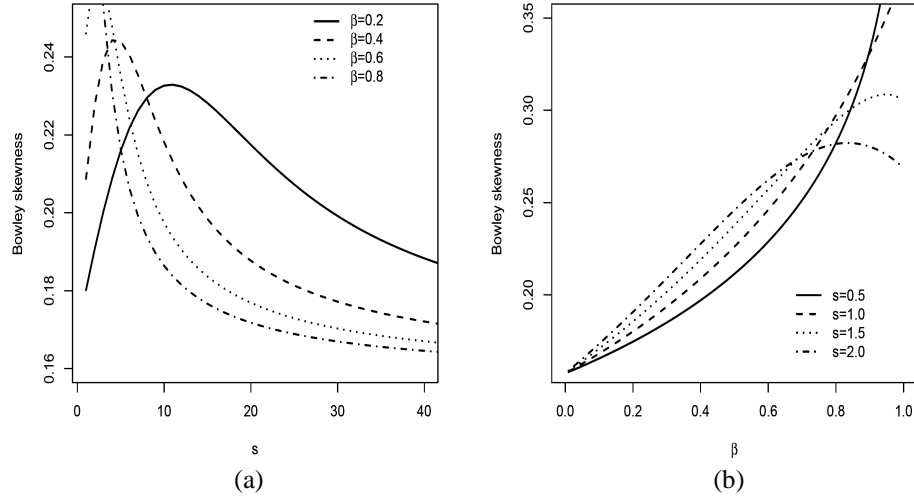 Bowley skewness
0.16 0.18 0.20 0.22 0.24
0 10 20 30 40
s
β=0.2
β=0.4
β=0.6
β=0.8
(a)
Bowley skewness
0.20 0.25 0.30 0.35
0.0 0.2 0.4 0.6 0.8 1.0
β
s=0.5
s=1.0
s=1.5
s=2.0
(b)